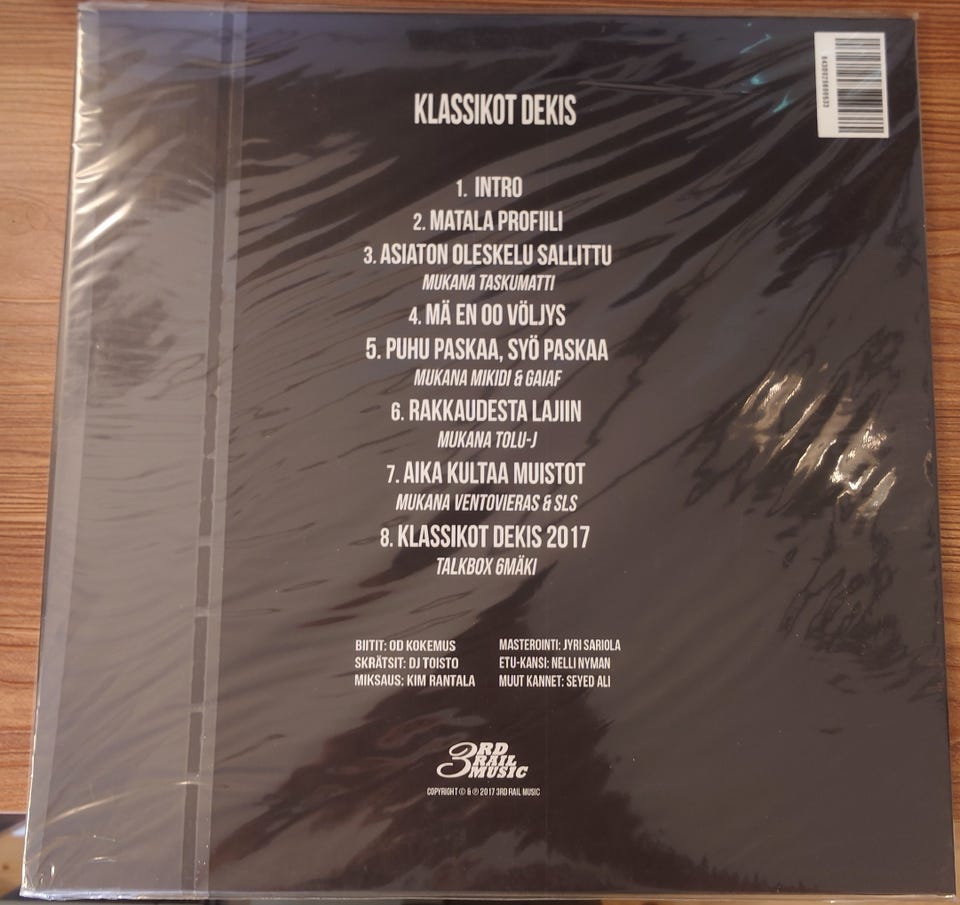 KLASSIKOT DEKIS
1. INTRO
2. MATALA PROFIILI
3. ASIATON OLESKELU SALLITTU
MUKANA TASKUMATTI
4. MÄ EN OO VÖLJYS
5. PUHU PASKAA, SYÖ PASKAA
MUKANA MIKIDI & GAIAF
6. RAKKAUDESTA LAJIIN
MUKANA TOLU-J
7. AIKA KULTAA MUISTOT
MUKANA VENTOVIERAS & SLS
8. KLASSIKOT DEKIS 2017
TALKBOX 6MÄKI
BIITIT: OD KOKEMUS
SKRÄTSIT: DJ TOISTO
MIKSAUS: KIM RANTALA
MASTEROINTI: JYRI SARIOLA
ETU-KANSI: NELLI NYMAN
MUUT KANNET: SEYED ALI
3RD
RAIL
MUSIC
COPYRIGHT © & ℗ 2017 3RD RAIL MUSIC